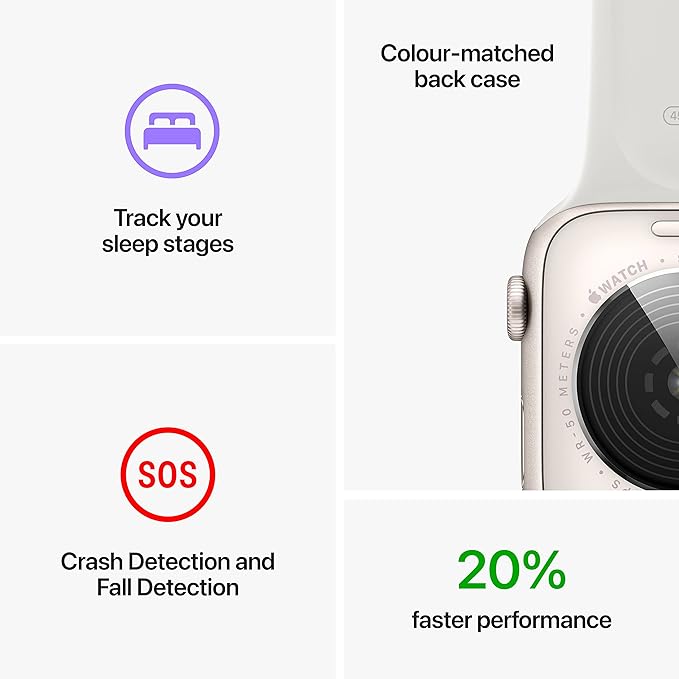 Track your
sleep stages
Colour-matched
back case
WATCH
WR-50 METERS
SOS
Crash Detection and
Fall Detection
20%
faster performance